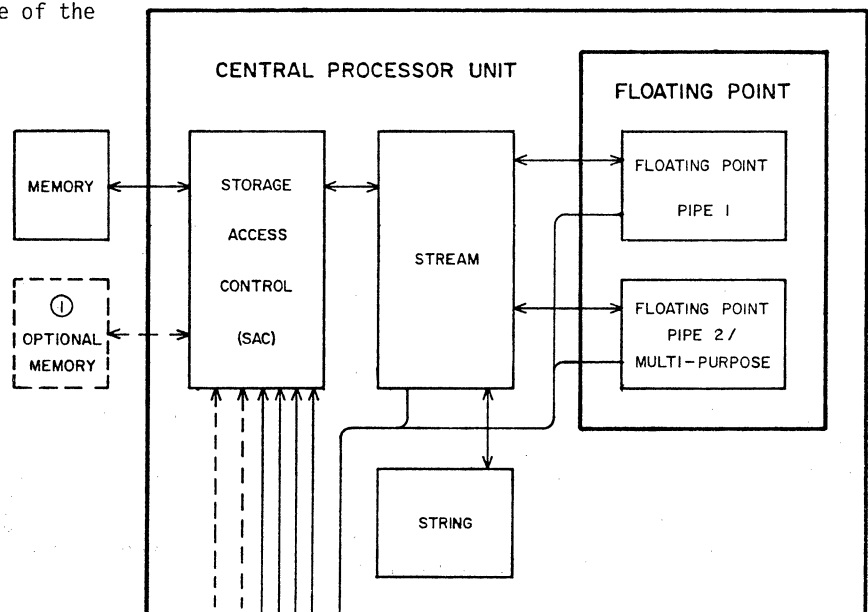 e of the
CENTRAL PROCESSOR UNIT
FLOATING POINT
MEMORY
STORAGE
ACCESS
CONTROL
(SAC)
STREAM
FLOATING POINT
PIPE 1
1
OPTIONAL
MEMORY
FLOATING POINT
PIPE 2/
MULTI-PURPOSE
STRING